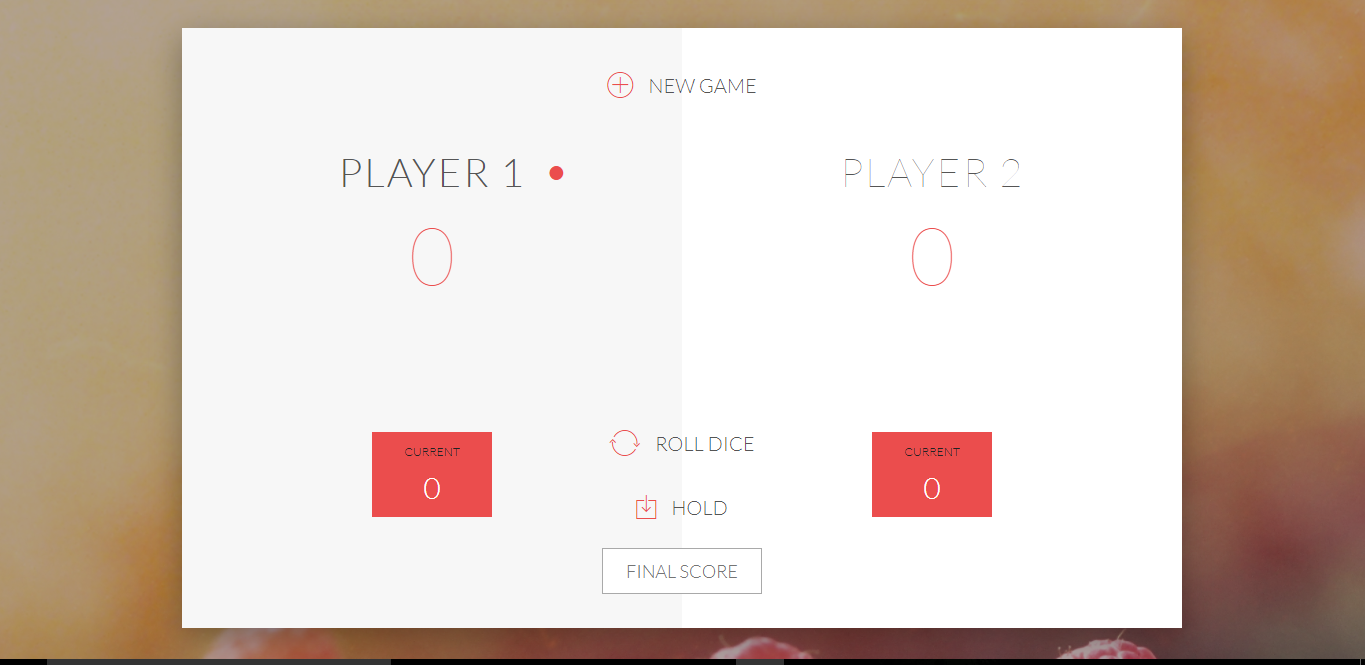 NEW GAME
PLAYER 1
PLAYER 2
0
0
CURRENT
0
ROLL DICE
HOLD
CURRENT
0
FINAL SCORE